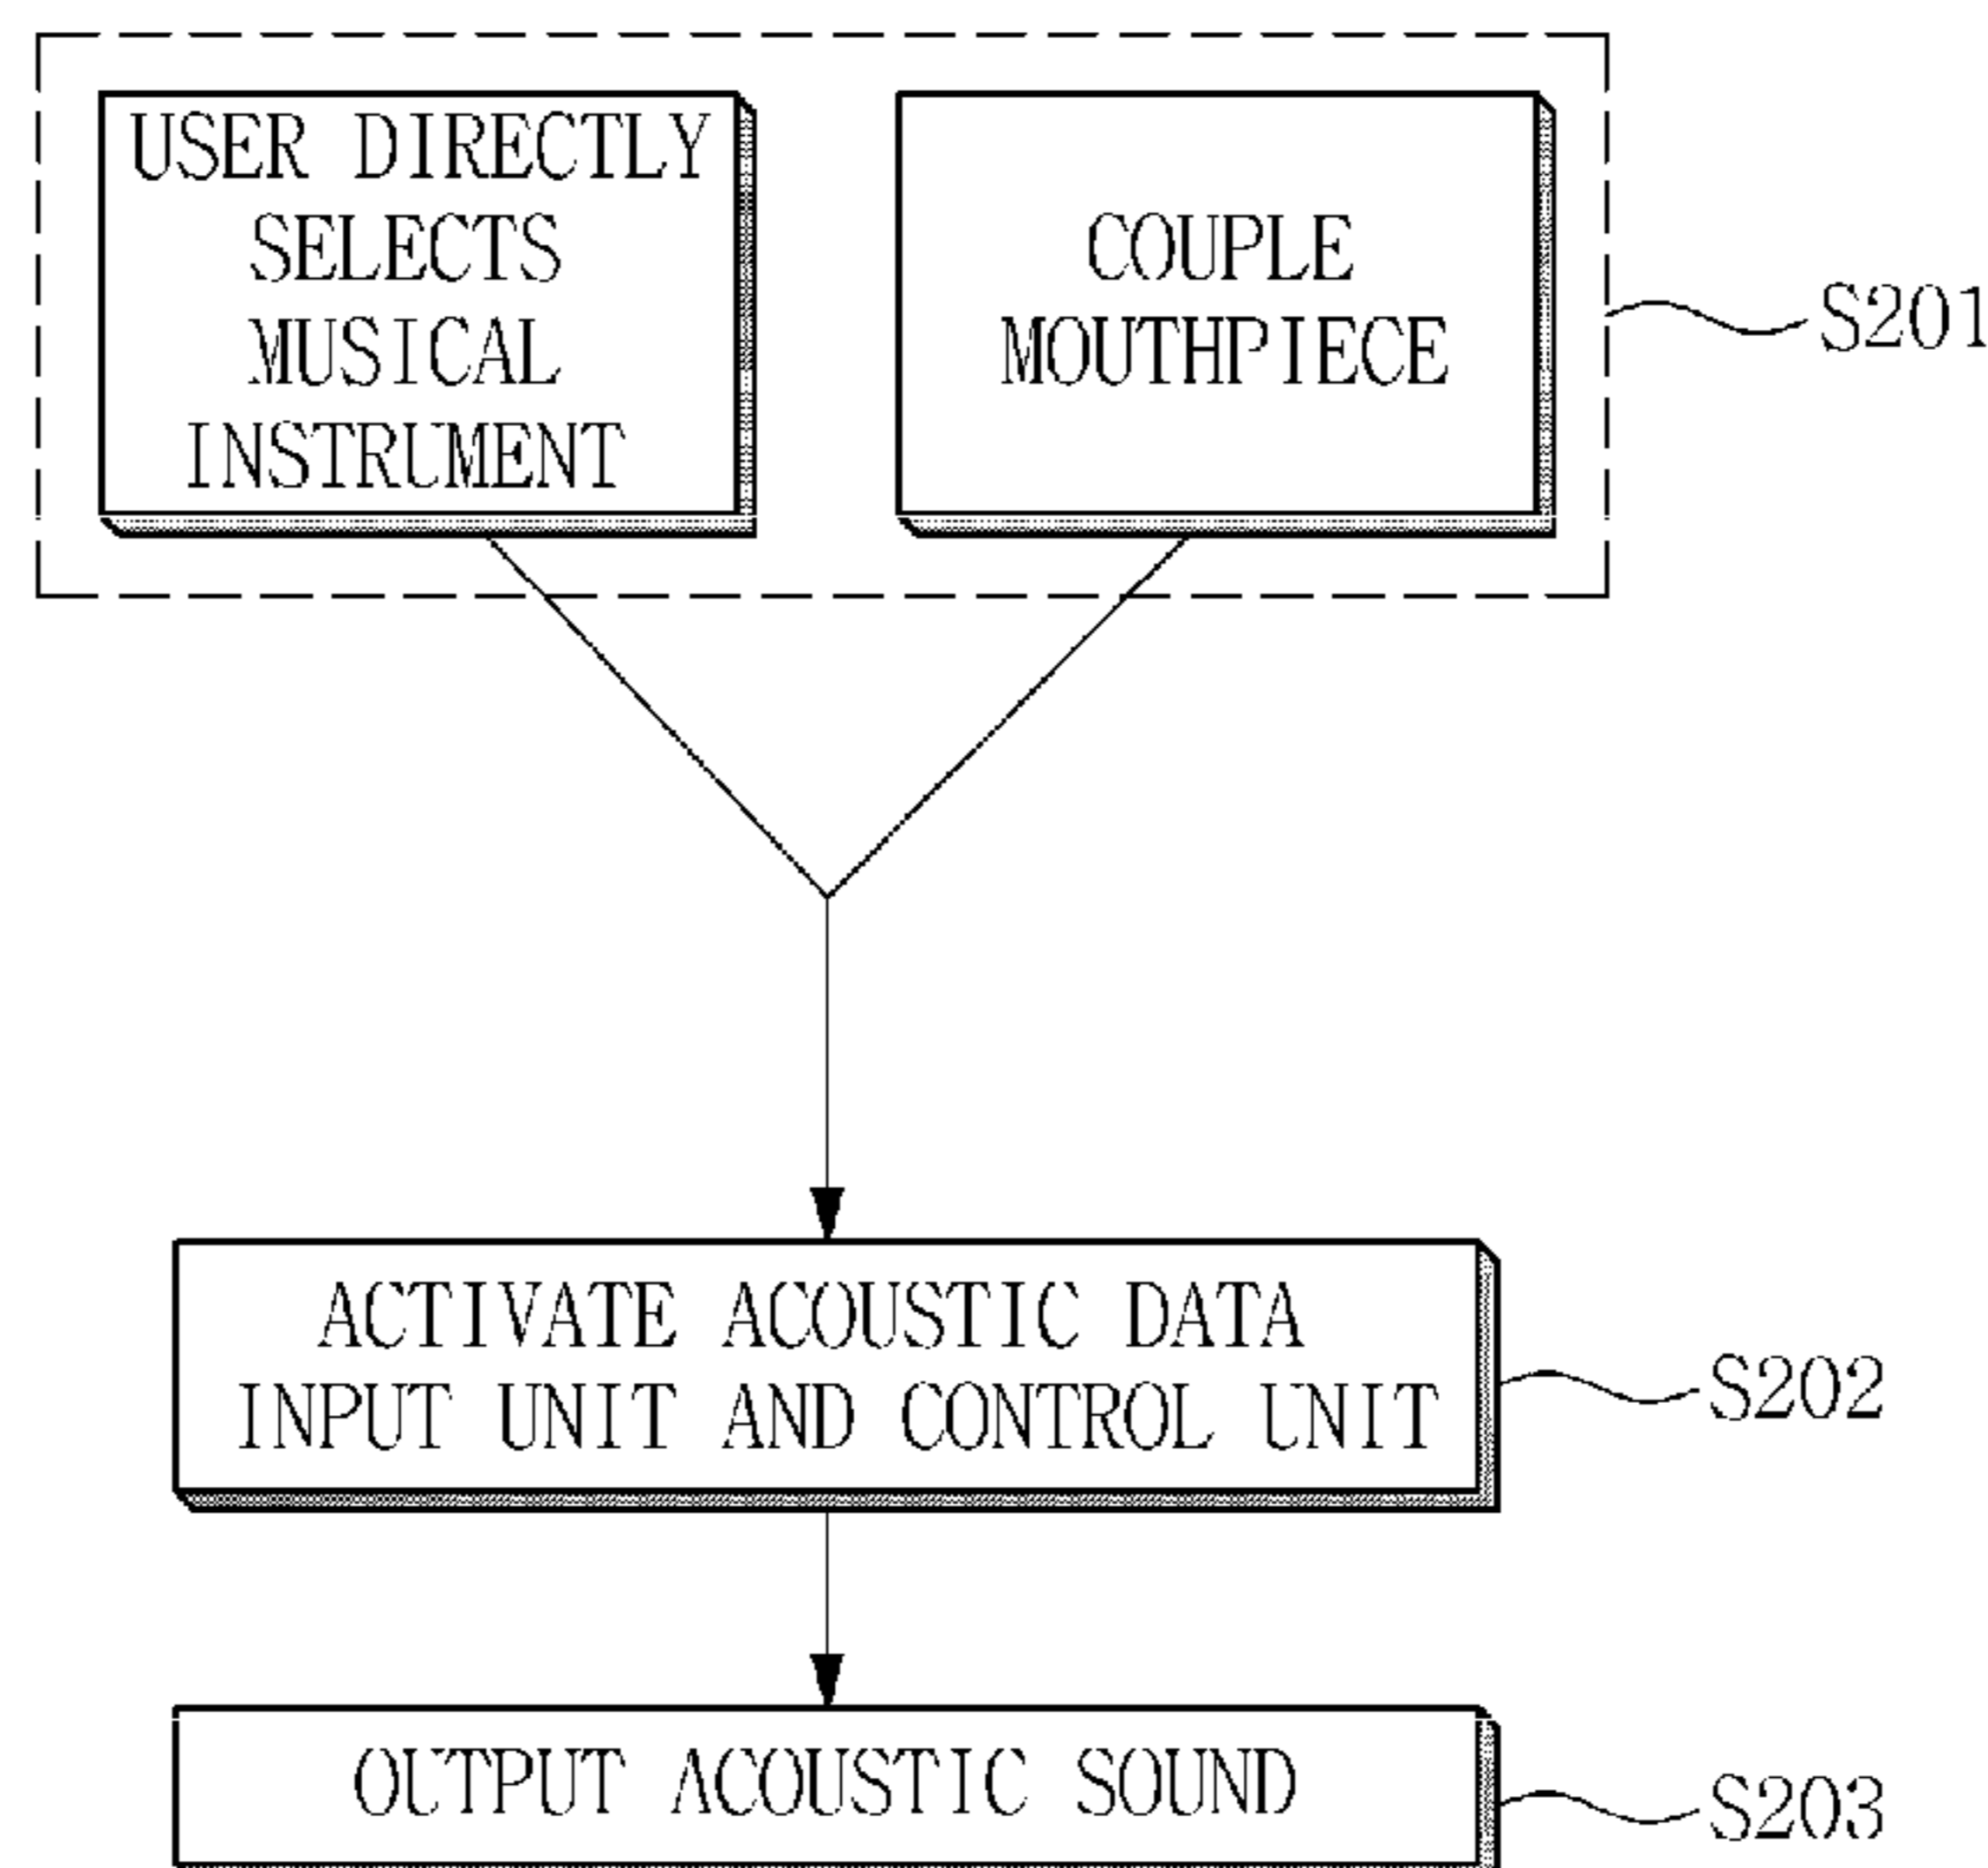 USER DIRECTLY
SELECTS
MUSICAL
INSTRUMENT
COUPLE
MOUTHPIECE
S201
ACTIVATE ACOUSTIC DATA
INPUT UNIT AND CONTROL UNIT
S202
OUTPUT ACOUSTIC SOUND
S203